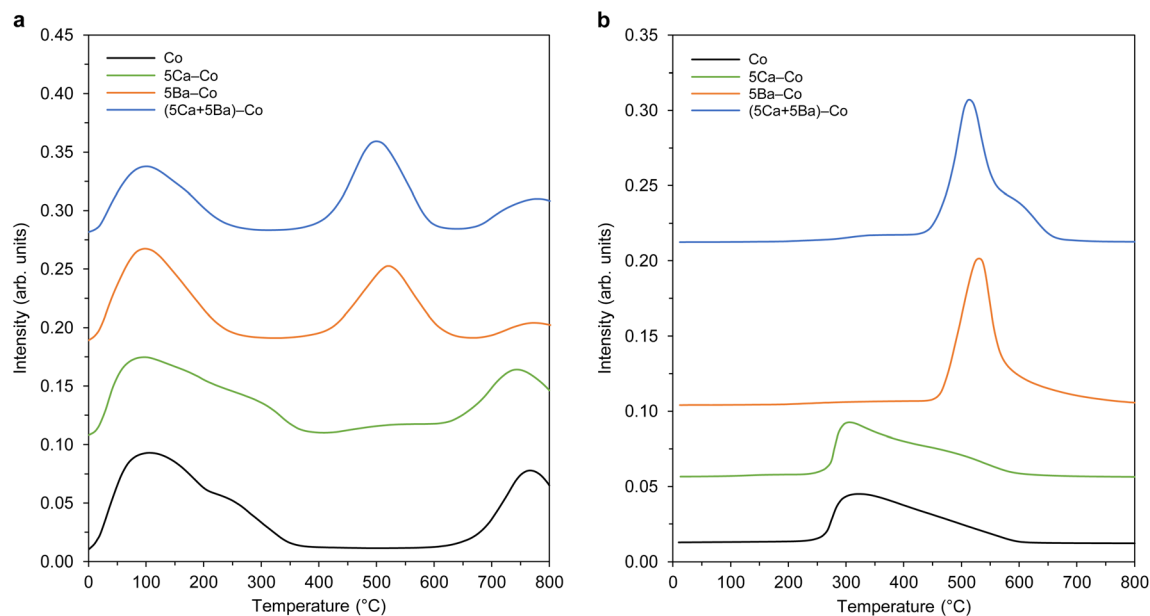 a
0.45
0.40
0.35
0.30
0.25
0.20
0.15
0.10
0.05
0.00
Intensity (arb. units)
Co
5Ca–Co
5Ba–Co
(5Ca+5Ba)–Co
0 100 200 300 400 500 600 700 800
Temperature (°C)
b
0.35
0.30
0.25
0.20
0.15
0.10
0.05
0.00
Intensity (arb. units)
Co
5Ca–Co
5Ba–Co
(5Ca+5Ba)–Co
0 100 200 300 400 500 600 700 800
Temperature (°C)